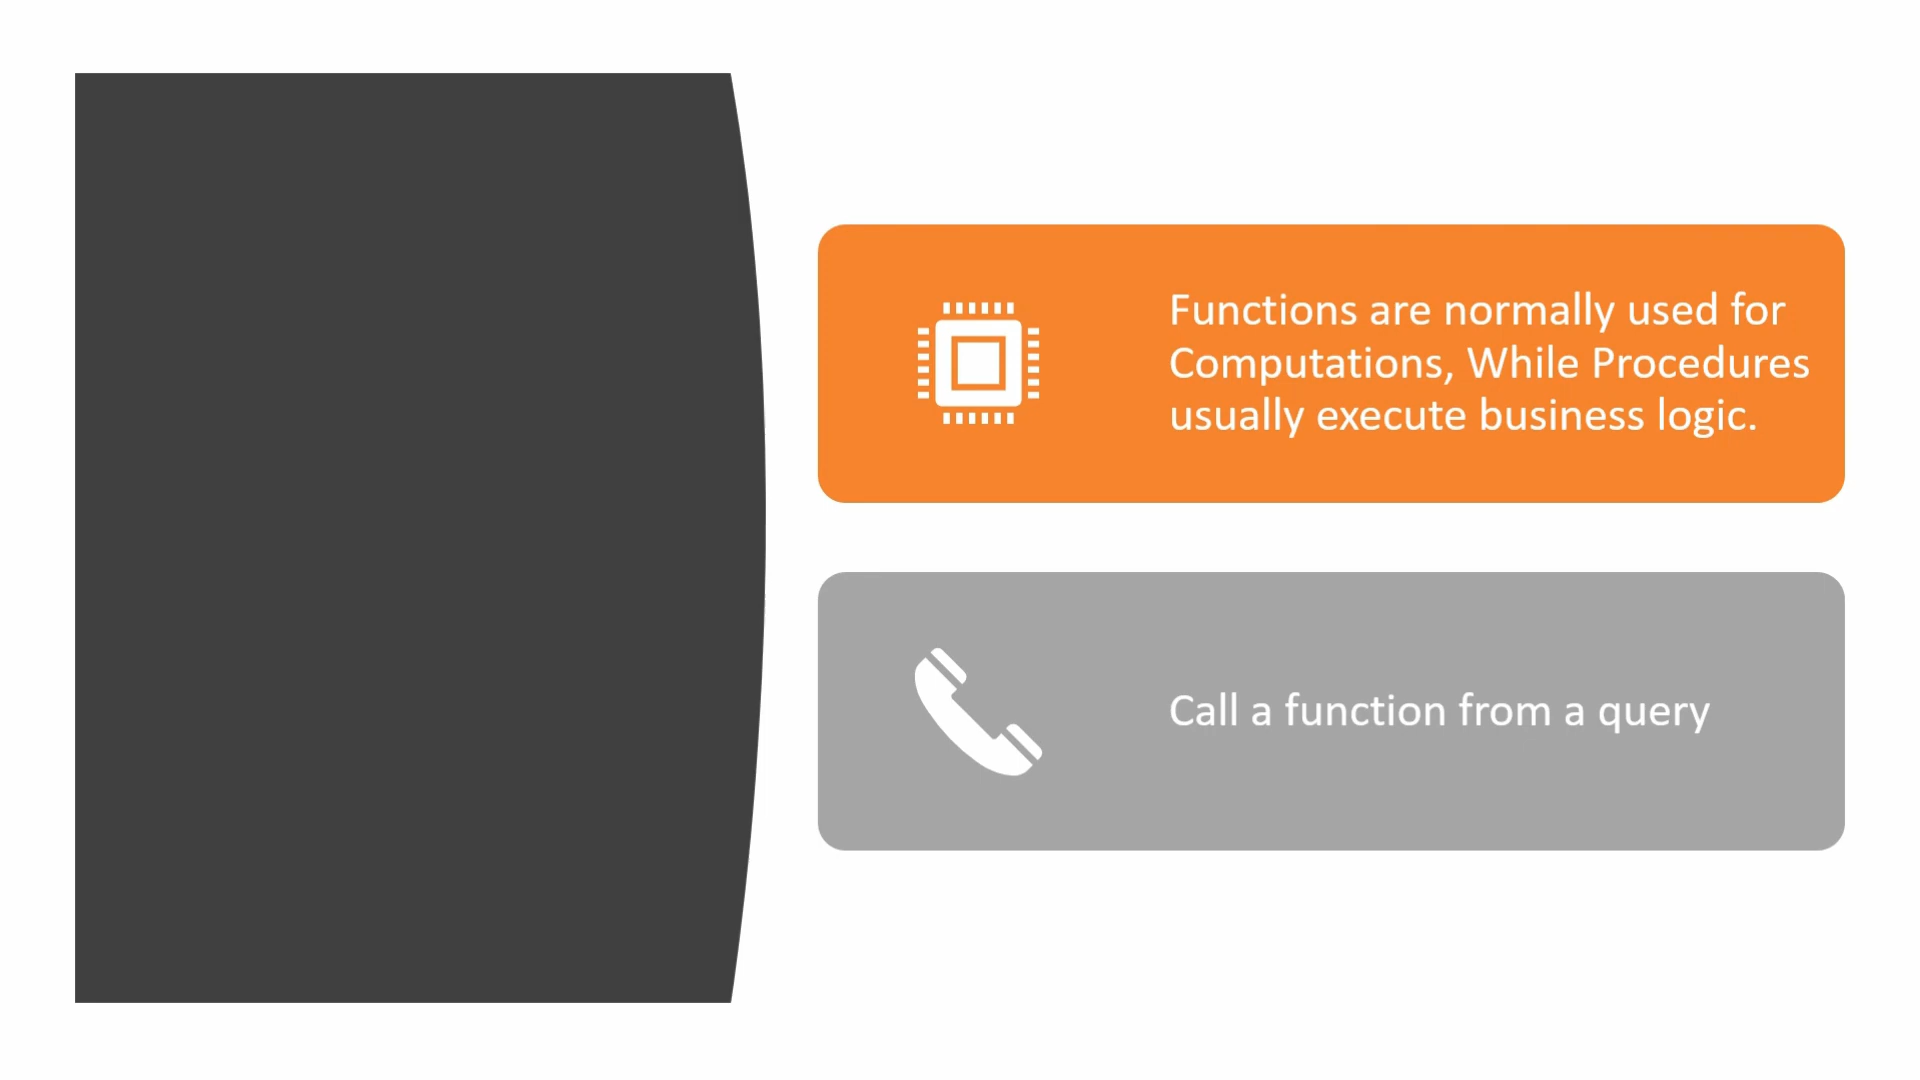 Functions are normally used for
Computations, While Procedures
usually execute business logic.
Call a function from a query